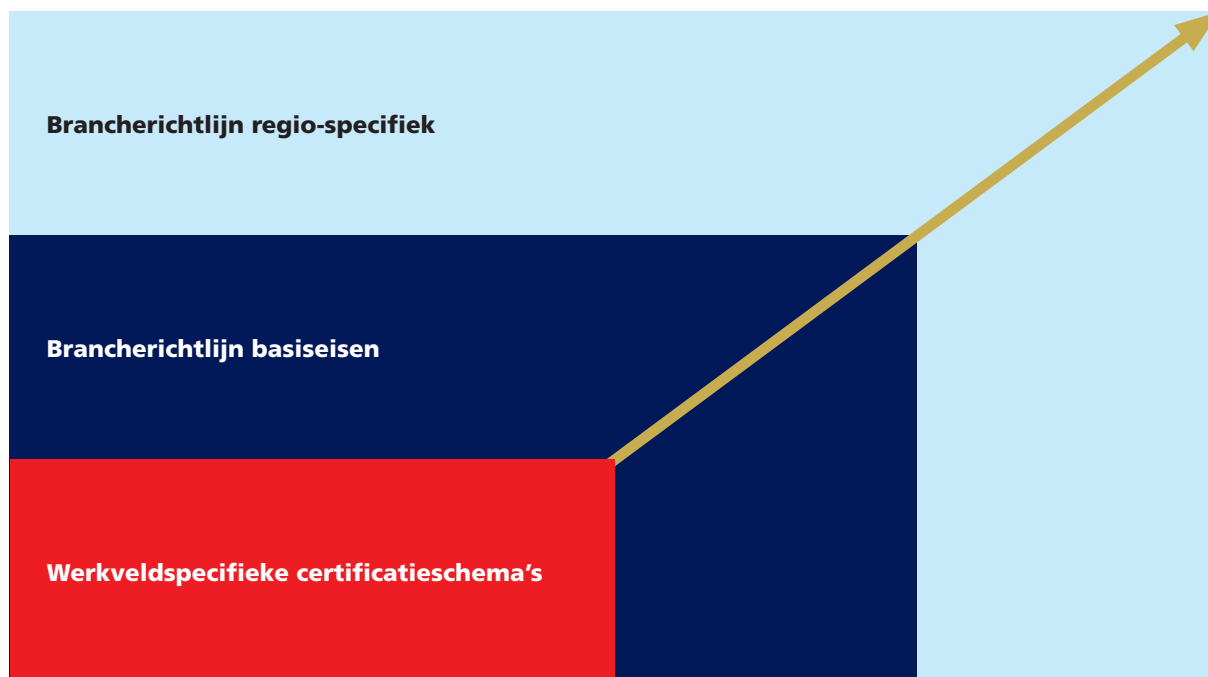 Brancherichtlijn regio-specifiek
Brancherichtlijn basiseisen
Werkveldspecifieke certificatieschema’s